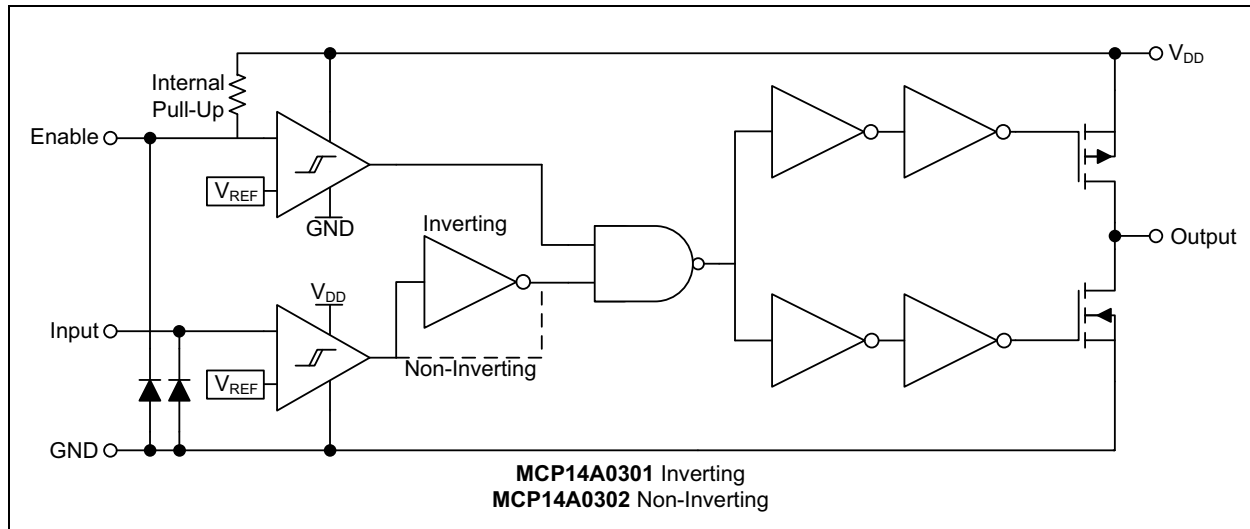 V_DD
Internal
Pull-Up
Enable
V_REF
GND
Inverting
Output
V_DD
Input
Non-Inverting
V_REF
GND
MCP14A0301 Inverting
MCP14A0302 Non-Inverting